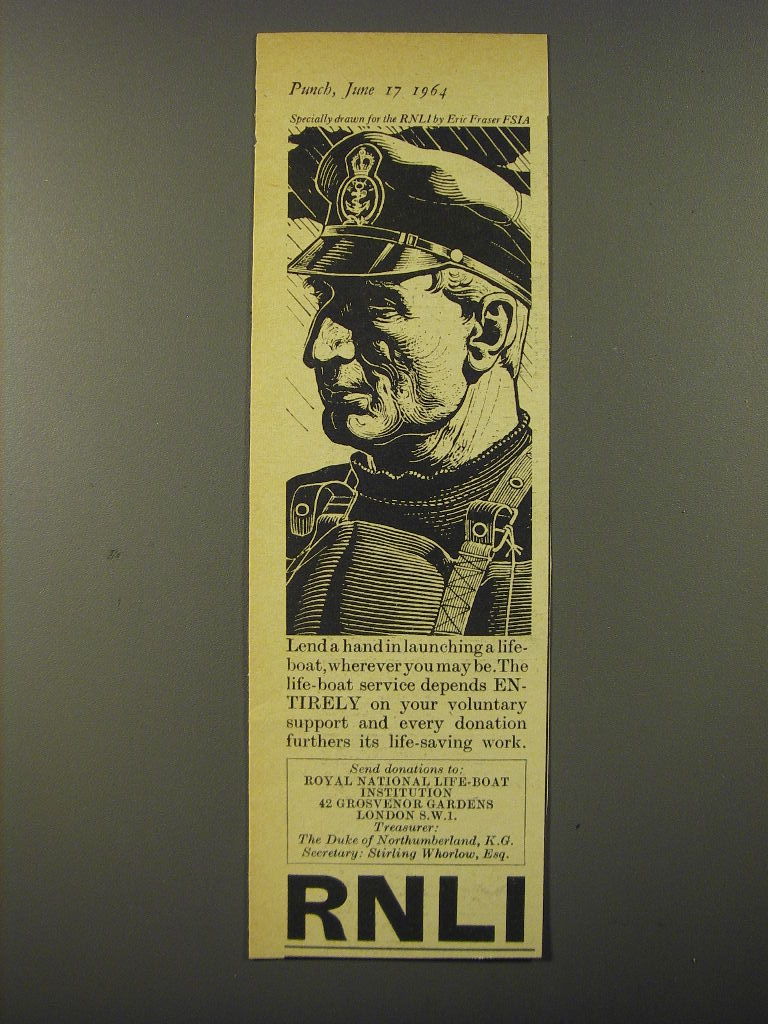 Punch, June 17 1964
Specially drawn for the RNLI by Eric Fraser FSIA
Lend a hand in launching a life-
boat, wherever you may be. The
life-boat service depends EN-
TIRELY on your voluntary
support and every donation
furthers its life-saving work.
Send donations to:
ROYAL NATIONAL LIFE-BOAT
INSTITUTION
42 GROSVENOR GARDENS
LONDON S.W.1.
Treasurer:
The Duke of Northumberland, K.G.
Secretary: Stirling Whorlow, Esq.
RNLI